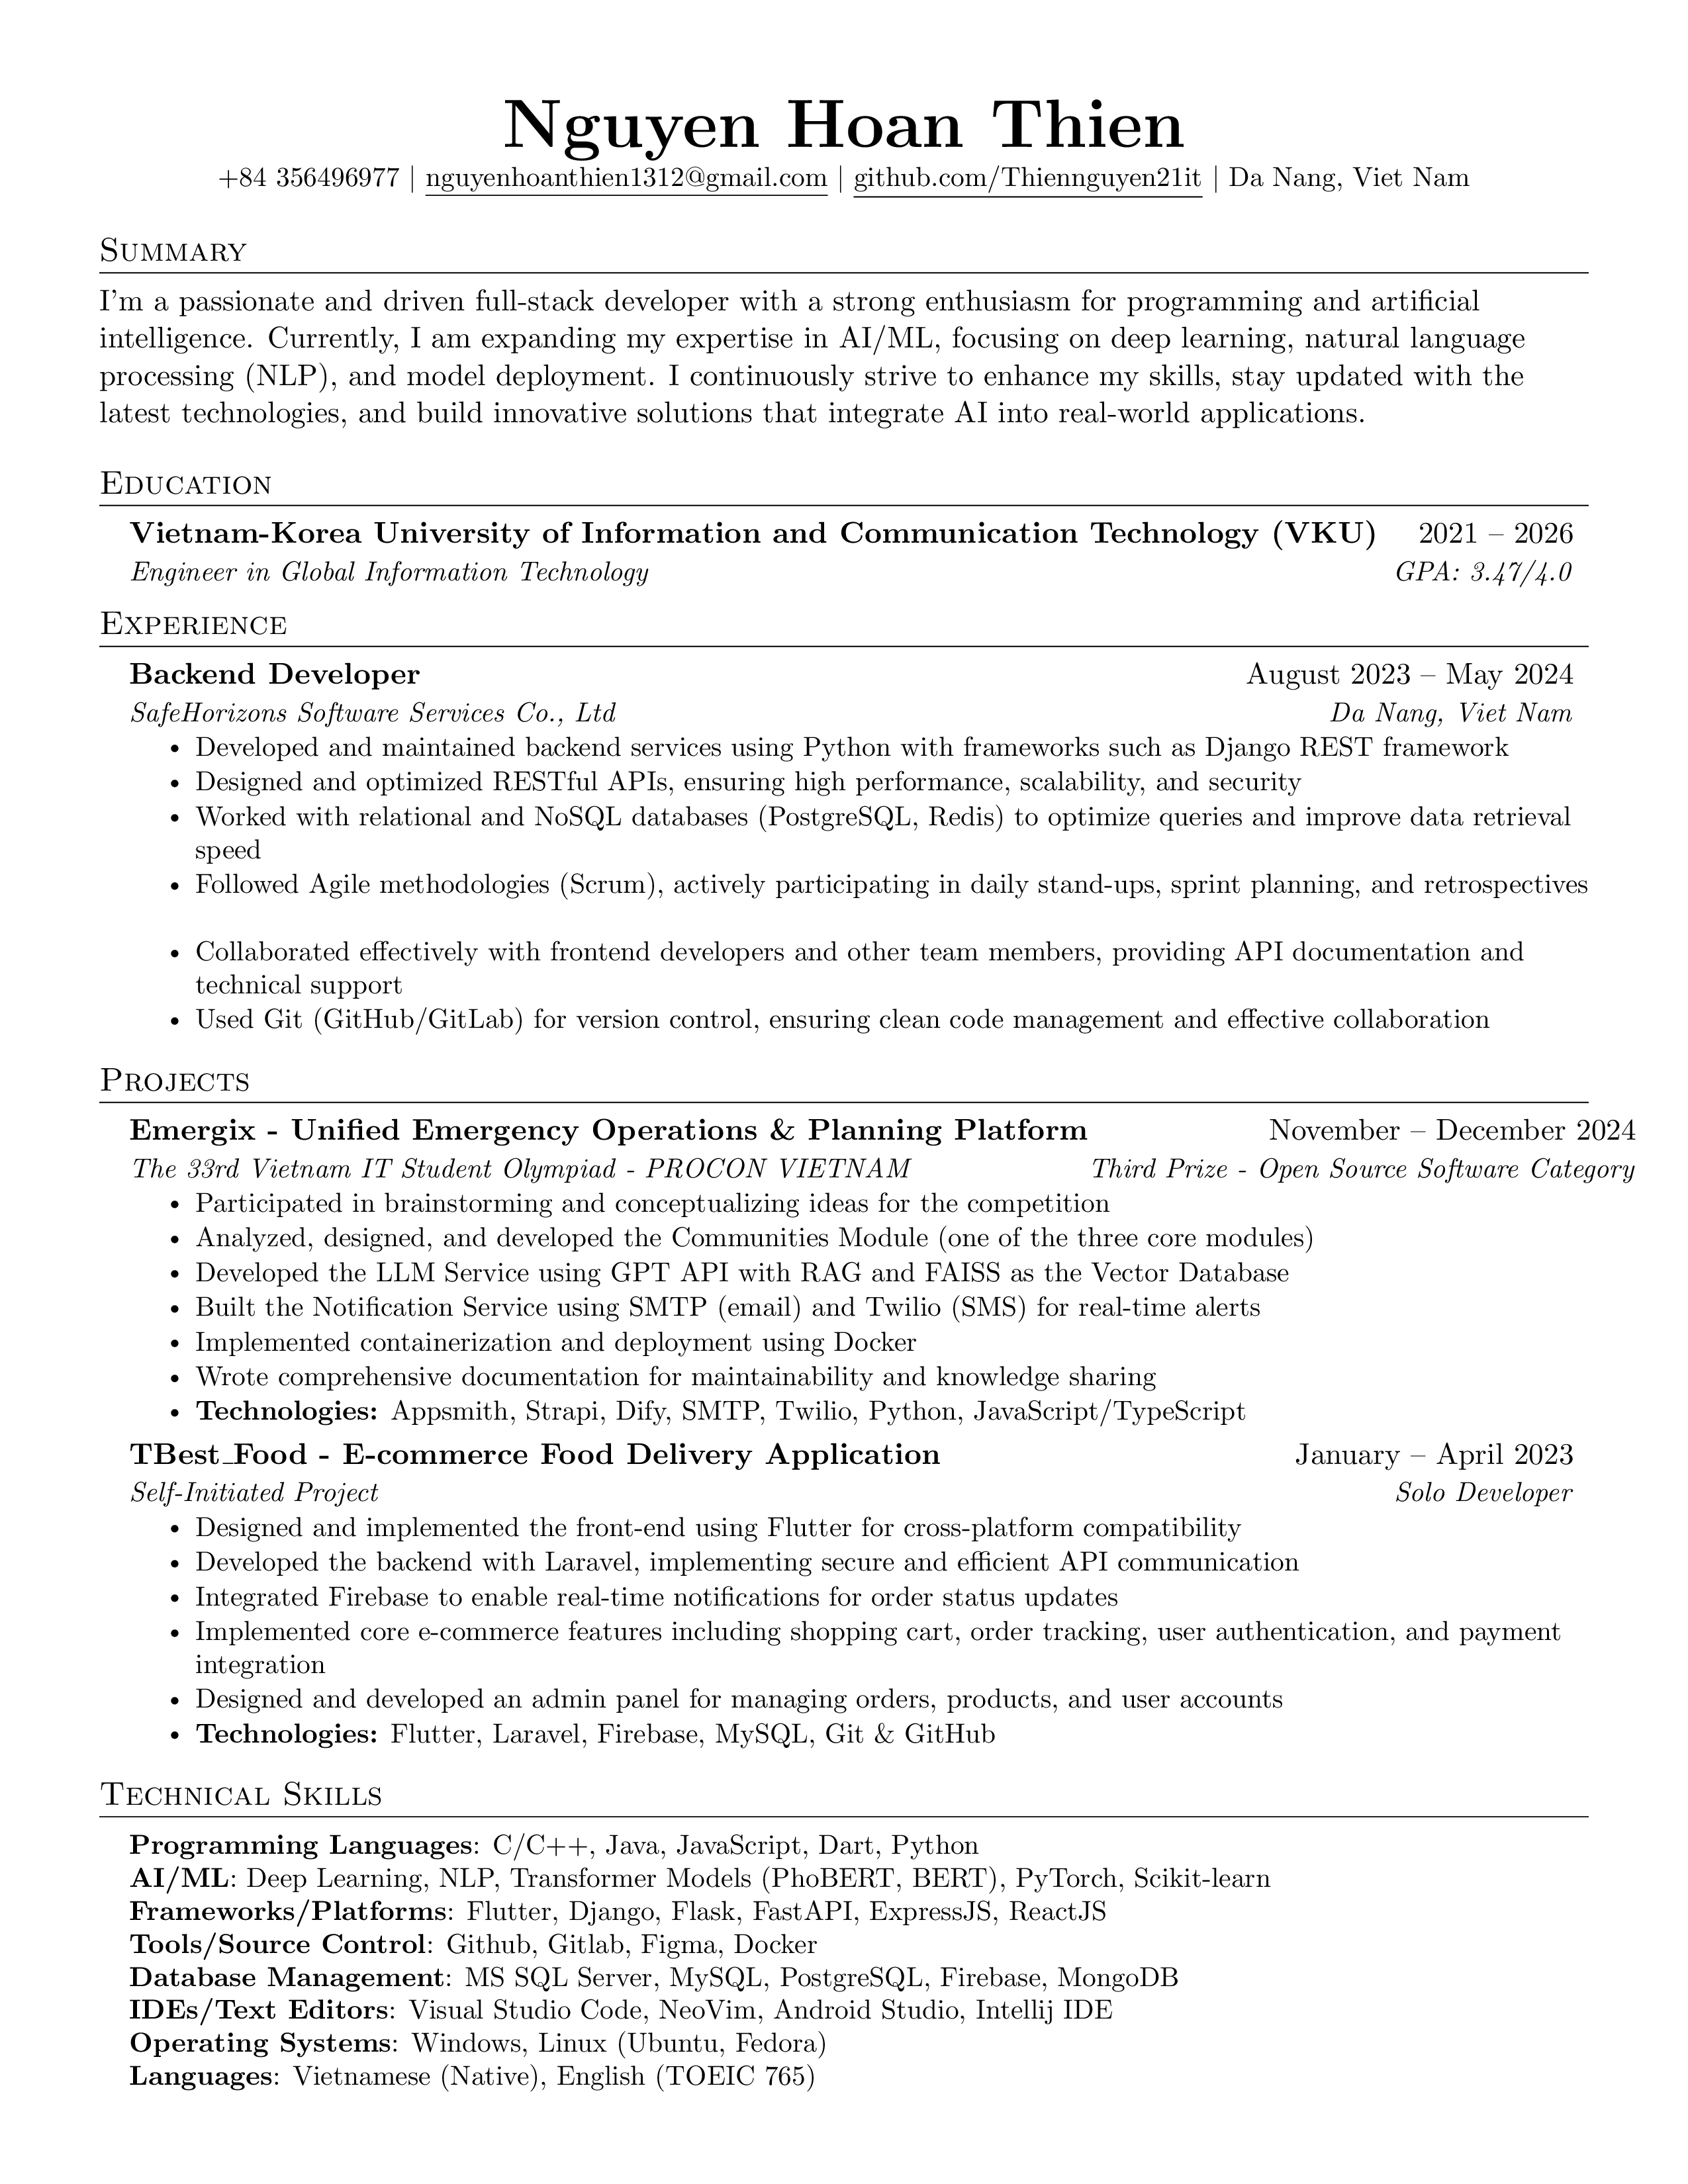 Nguyen Hoan Thien
+84 356496977 | nguyenhoanthien1312@gmail.com | github.com/Thiennguyen21it | Da Nang, Viet Nam
Summary
I'm a passionate and driven full-stack developer with a strong enthusiasm for programming and artificial
intelligence. Currently, I am expanding my expertise in AI/ML, focusing on deep learning, natural language
processing (NLP), and model deployment. I continuously strive to enhance my skills, stay updated with the
latest technologies, and build innovative solutions that integrate AI into real-world applications.
Education
Vietnam-Korea University of Information and Communication Technology (VKU) 2021 – 2026
Engineer in Global Information Technology GPA: 3.47/4.0
Experience
Backend Developer August 2023 – May 2024
SafeHorizons Software Services Co., Ltd Da Nang, Viet Nam
• Developed and maintained backend services using Python with frameworks such as Django REST framework
• Designed and optimized RESTful APIs, ensuring high performance, scalability, and security
• Worked with relational and NoSQL databases (PostgreSQL, Redis) to optimize queries and improve data retrieval
speed
• Followed Agile methodologies (Scrum), actively participating in daily stand-ups, sprint planning, and retrospectives
• Collaborated effectively with frontend developers and other team members, providing API documentation and
technical support
• Used Git (GitHub/GitLab) for version control, ensuring clean code management and effective collaboration
Projects
Emergix - Unified Emergency Operations & Planning Platform November – December 2024
The 33rd Vietnam IT Student Olympiad - PROCON VIETNAM Third Prize - Open Source Software Category
• Participated in brainstorming and conceptualizing ideas for the competition
• Analyzed, designed, and developed the Communities Module (one of the three core modules)
• Developed the LLM Service using GPT API with RAG and FAISS as the Vector Database
• Built the Notification Service using SMTP (email) and Twilio (SMS) for real-time alerts
• Implemented containerization and deployment using Docker
• Wrote comprehensive documentation for maintainability and knowledge sharing
• Technologies: Appsmith, Strapi, Dify, SMTP, Twilio, Python, JavaScript/TypeScript
TBest_Food - E-commerce Food Delivery Application January – April 2023
Self-Initiated Project Solo Developer
• Designed and implemented the front-end using Flutter for cross-platform compatibility
• Developed the backend with Laravel, implementing secure and efficient API communication
• Integrated Firebase to enable real-time notifications for order status updates
• Implemented core e-commerce features including shopping cart, order tracking, user authentication, and payment
integration
• Designed and developed an admin panel for managing orders, products, and user accounts
• Technologies: Flutter, Laravel, Firebase, MySQL, Git & GitHub
Technical Skills
Programming Languages: C/C++, Java, JavaScript, Dart, Python
AI/ML: Deep Learning, NLP, Transformer Models (PhoBERT, BERT), PyTorch, Scikit-learn
Frameworks/Platforms: Flutter, Django, Flask, FastAPI, ExpressJS, ReactJS
Tools/Source Control: Github, Gitlab, Figma, Docker
Database Management: MS SQL Server, MySQL, PostgreSQL, Firebase, MongoDB
IDEs/Text Editors: Visual Studio Code, NeoVim, Android Studio, Intellij IDE
Operating Systems: Windows, Linux (Ubuntu, Fedora)
Languages: Vietnamese (Native), English (TOEIC 765)